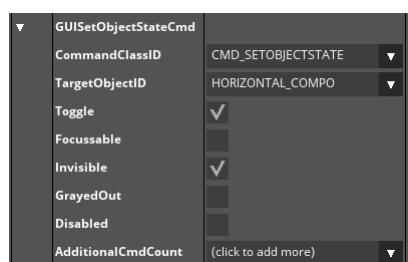 GUISetObjectStateCmd
CommandClassID CMD_SETOBJECTSTATE
TargetObjectID HORIZONTAL_COMPO
Toggle
Focussable
Invisible
GrayedOut
Disabled
AdditionalCmdCount (click to add more)